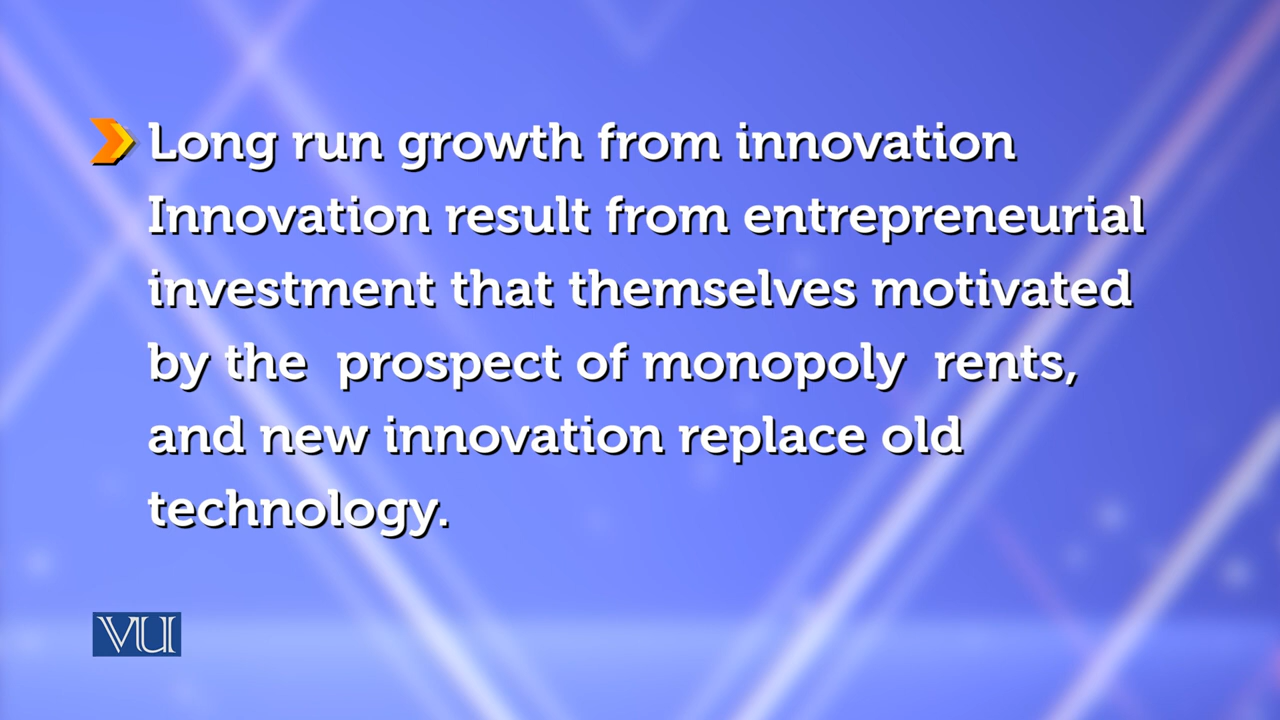 Long run growth from innovation
Innovation result from entrepreneurial
investment that themselves motivated
by the prospect of monopoly rents,
and new innovation replace old
technology.
VU